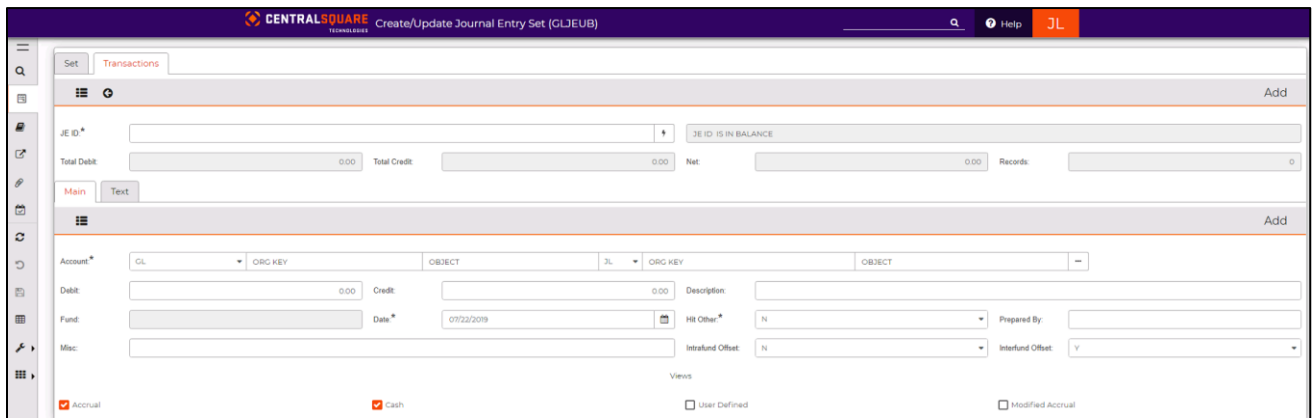 CENTRALSQUARE TECHNOLOGIES Create/Update Journal Entry Set (GLJEUB) Help JL
Set Transactions
Add
JE ID:* JE ID IS IN BALANCE
Total Debit: 0.00 Total Credit: 0.00 Net: 0.00 Records: 0
Main Text
Add
Account:* GL ORG KEY OBJECT JL ORG KEY OBJECT
Debit: 0.00 Credit: 0.00 Description:
Fund: Date:* 07/22/2019 Hit Other:* N Prepared By:
Misc: Intrafund Offset: N Interfund Offset: Y
Views
Accrual Cash User Defined Modified Accrual